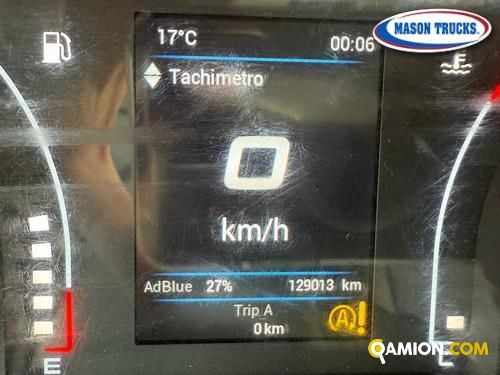 MASON TRUCKS.
17°C
00:06
Tachimetro
0
km/h
AdBlue 27% 129013 km
Trip A
0 km
A !
E
QAMION.COM